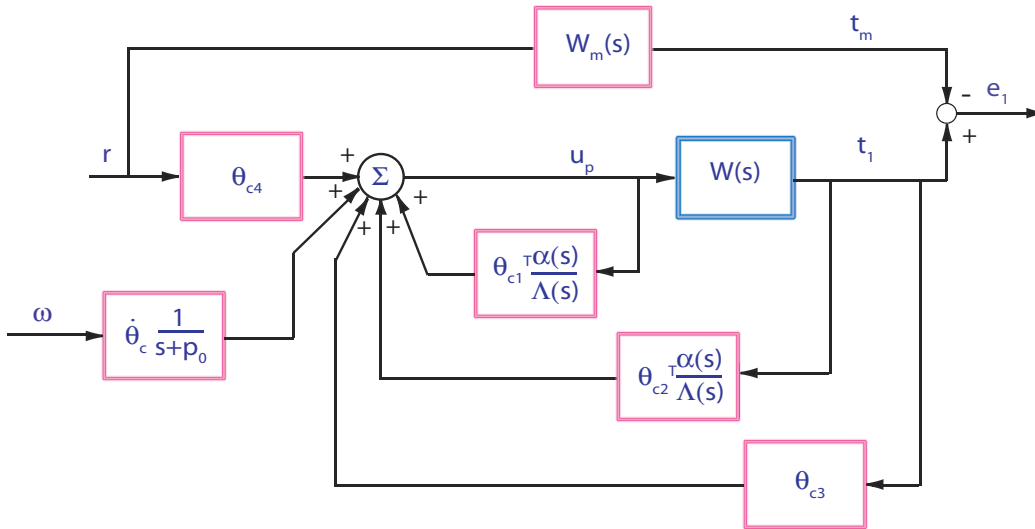 W_m(s)
t_m
-
e_1
+
r
θ_c4
+
+
Σ
+
+
+
u_p
W(s)
t_1
θ_c1^T α(s)/Λ(s)
ω
θ̇_c 1/(s+p_0)
θ_c2^T α(s)/Λ(s)
θ_c3